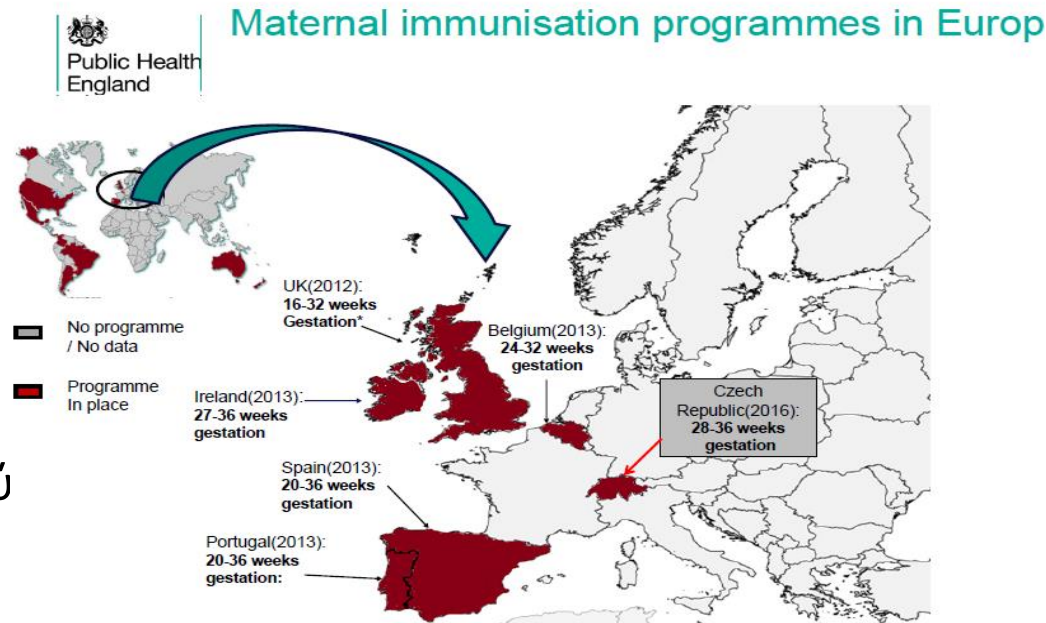 Maternal immunisation programmes in Europ
Public Health
England
No programme
/ No data
Programme
In place
UK(2012):
16-32 weeks
Gestation*
Belgium(2013):
24-32 weeks
gestation
Czech
Republic(2016):
28-36 weeks
gestation
Ireland(2013):
27-36 weeks
gestation
Spain(2013):
20-36 weeks
gestation
Portugal(2013):
20-36 weeks
gestation: